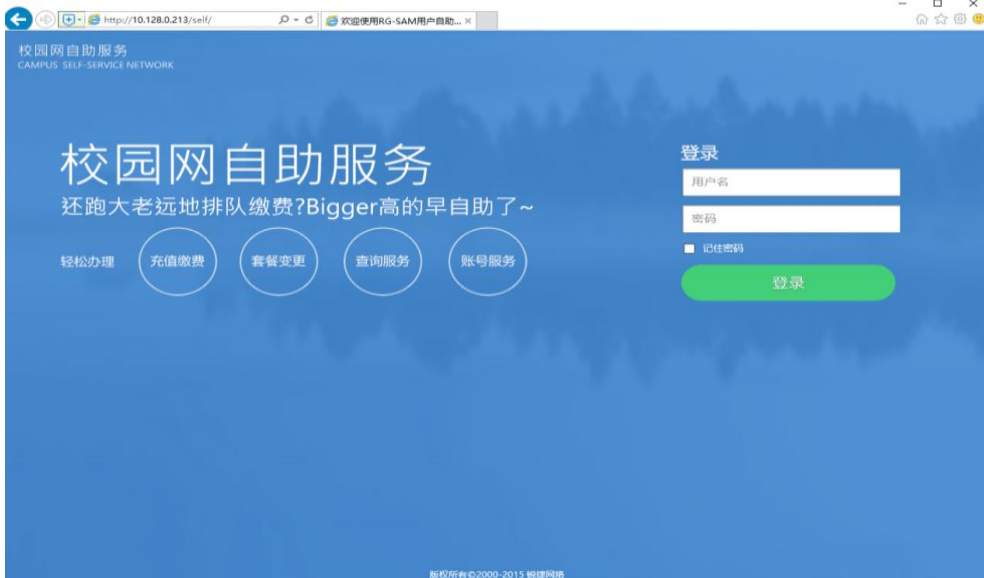 http://10.128.0.213/self/
欢迎使用RG-SAM用户自助...
校园网自助服务
CAMPUS SELF-SERVICE NETWORK
校园网自助服务
还跑大老远地排队缴费?Bigger高的早自助了~
轻松办理
充值缴费
套餐变更
查询服务
账号服务
登录
用户名
密码
记住密码
登录
版权所有©2000-2015 锐捷网络